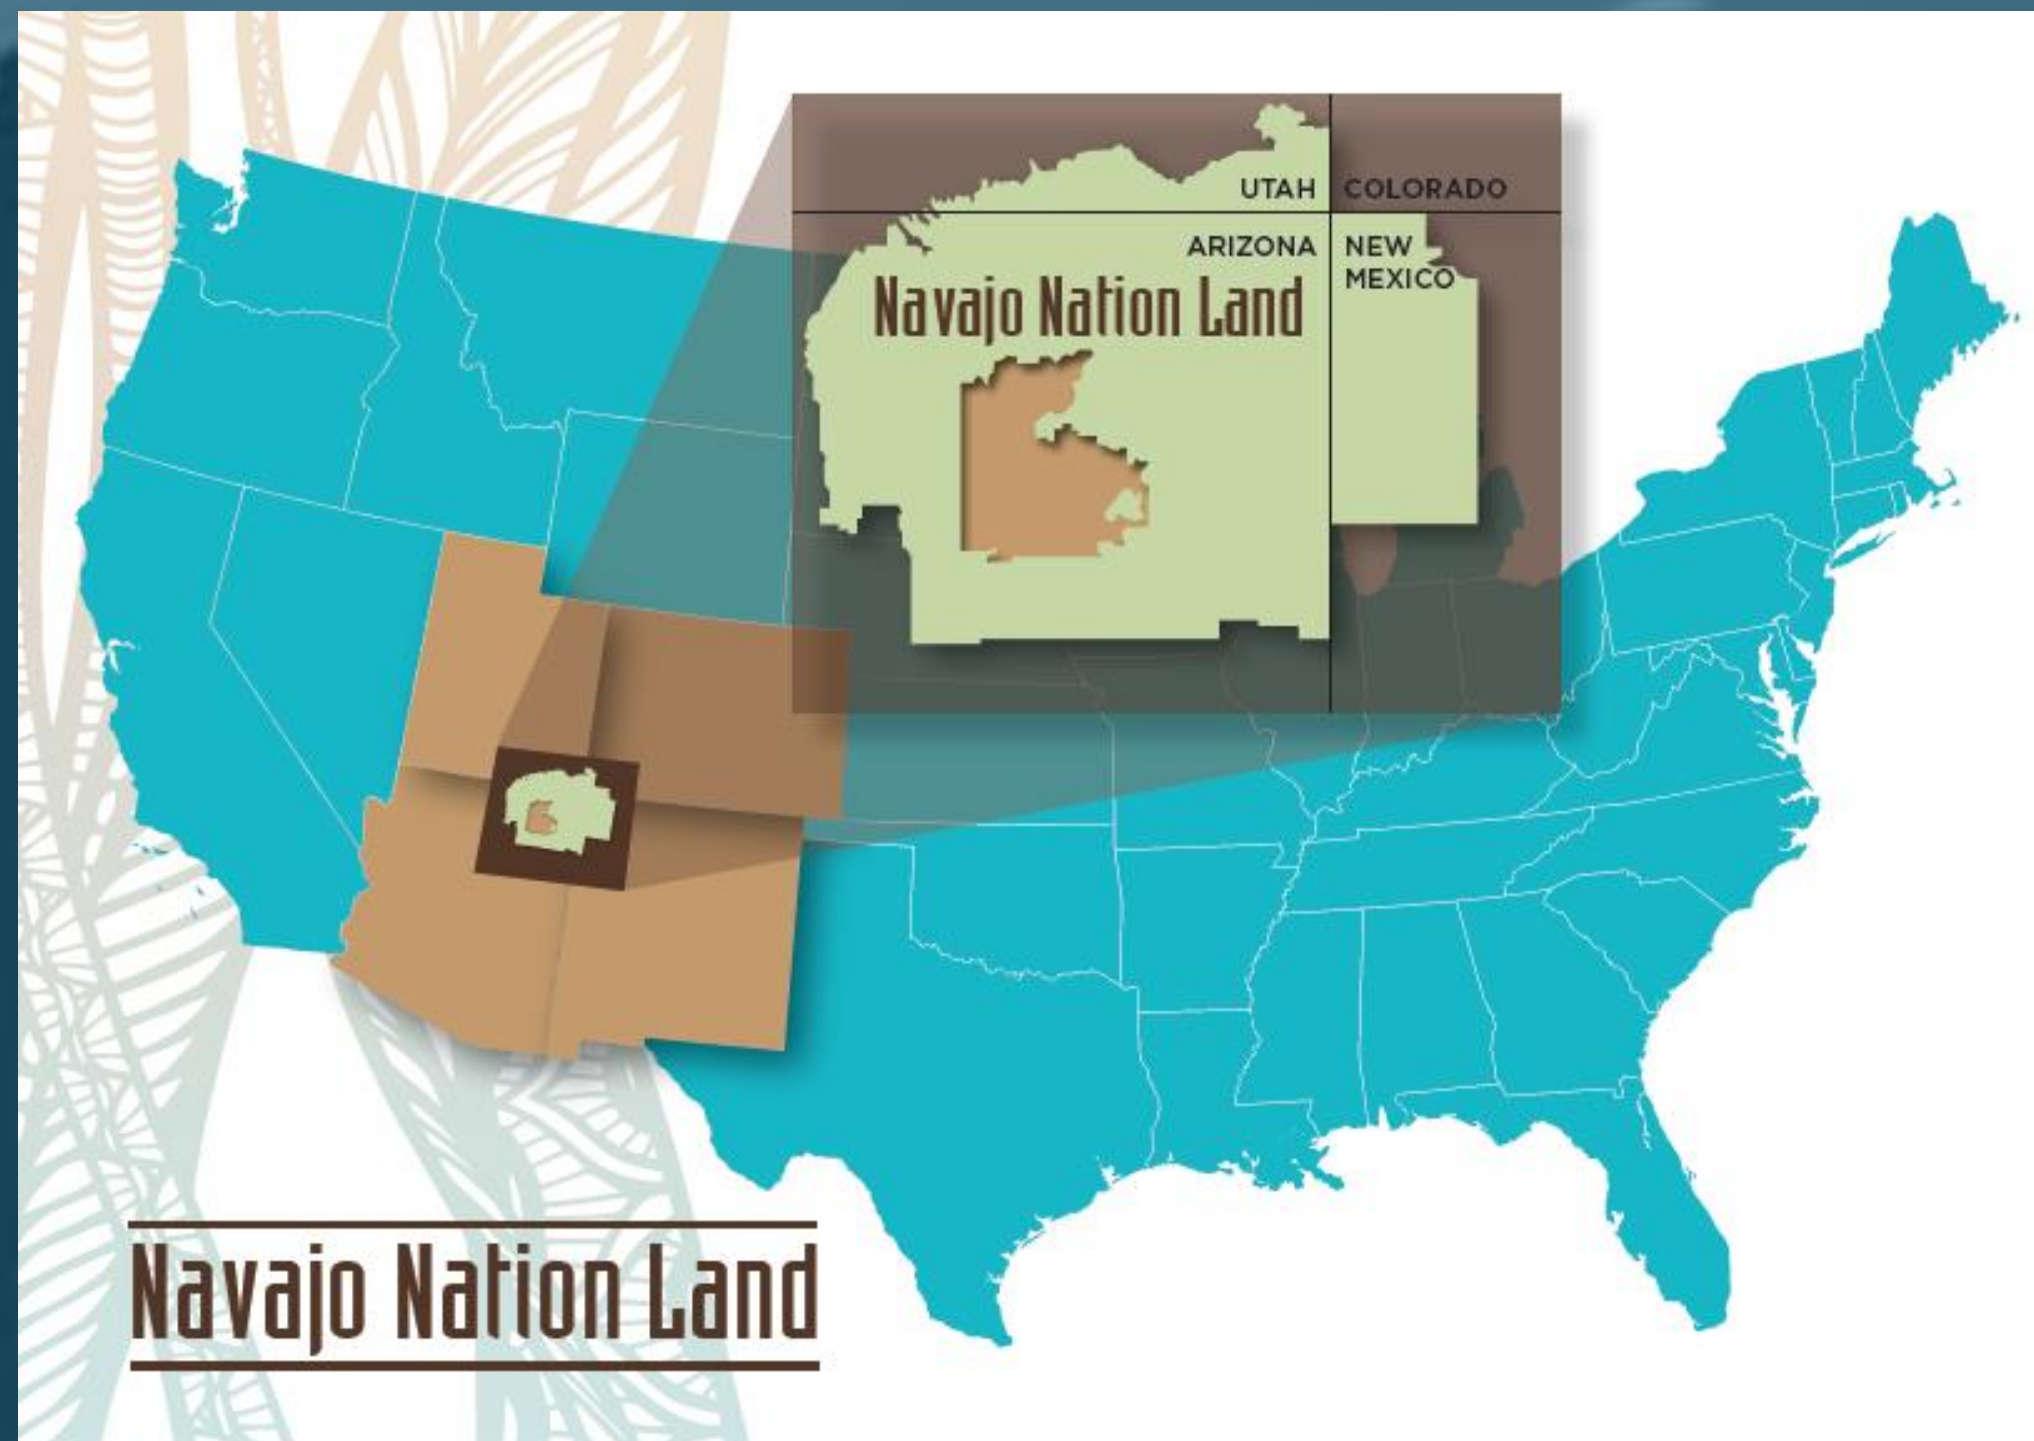 UTAH
COLORADO
ARIZONA
NEW
MEXICO
Navajo Nation Land
Navajo Nation Land